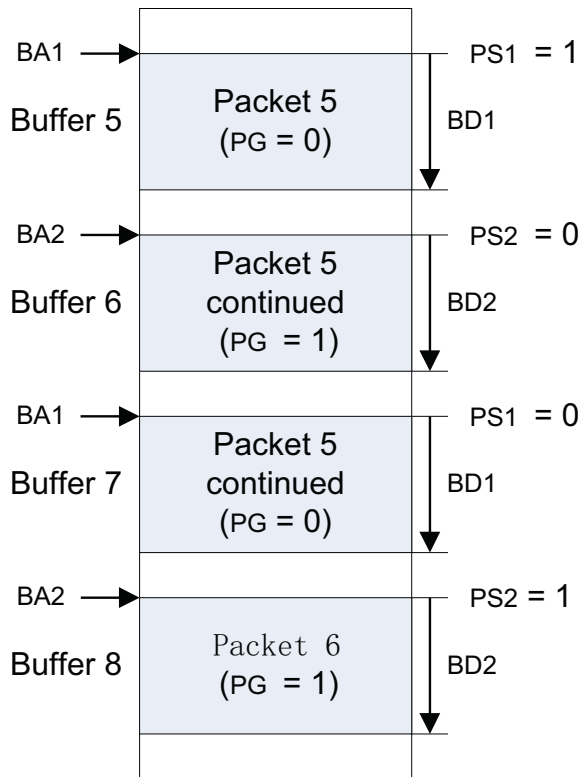 BA1
PS1 = 1
Buffer 5
Packet 5
(PG = 0)
BD1
BA2
PS2 = 0
Buffer 6
Packet 5
continued
(PG = 1)
BD2
BA1
PS1 = 0
Buffer 7
Packet 5
continued
(PG = 0)
BD1
BA2
PS2 = 1
Buffer 8
Packet 6
(PG = 1)
BD2